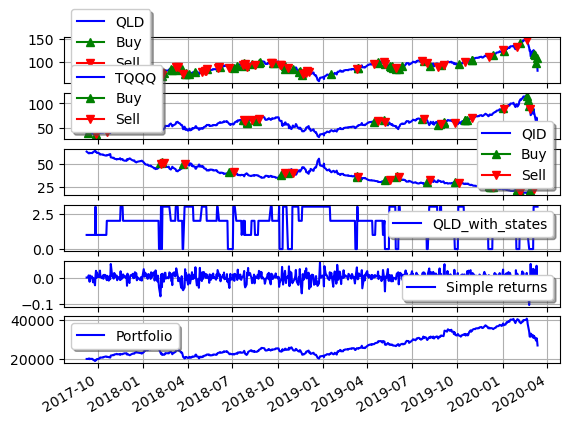 QLD
Buy
Sell
150
100
TQQQ
Buy
Sell
100
50
QID
Buy
Sell
50
25
QLD_with_states
2.5
0.0
Simple returns
0.0
−0.1
Portfolio
40000
20000
2017-10
2018-01
2018-04
2018-07
2018-10
2019-01
2019-04
2019-07
2019-10
2020-01
2020-04